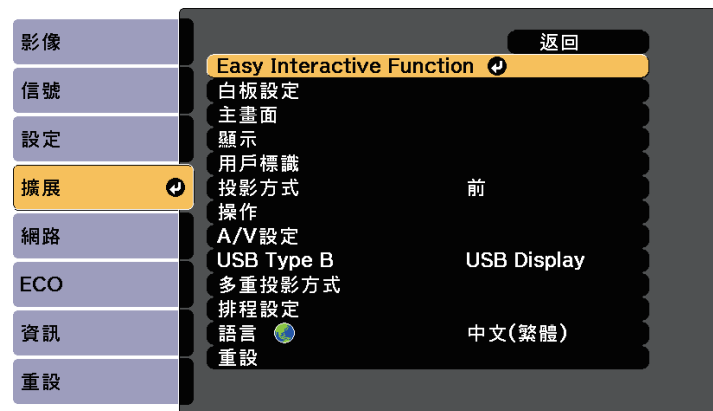 影像
信號
設定
擴展
網路
ECO
資訊
重設
返回
Easy Interactive Function
白板設定
主畫面
顯示
用戶標識
投影方式 前
操作
A/V設定
USB Type B USB Display
多重投影方式
排程設定
語言 中文(繁體)
重設